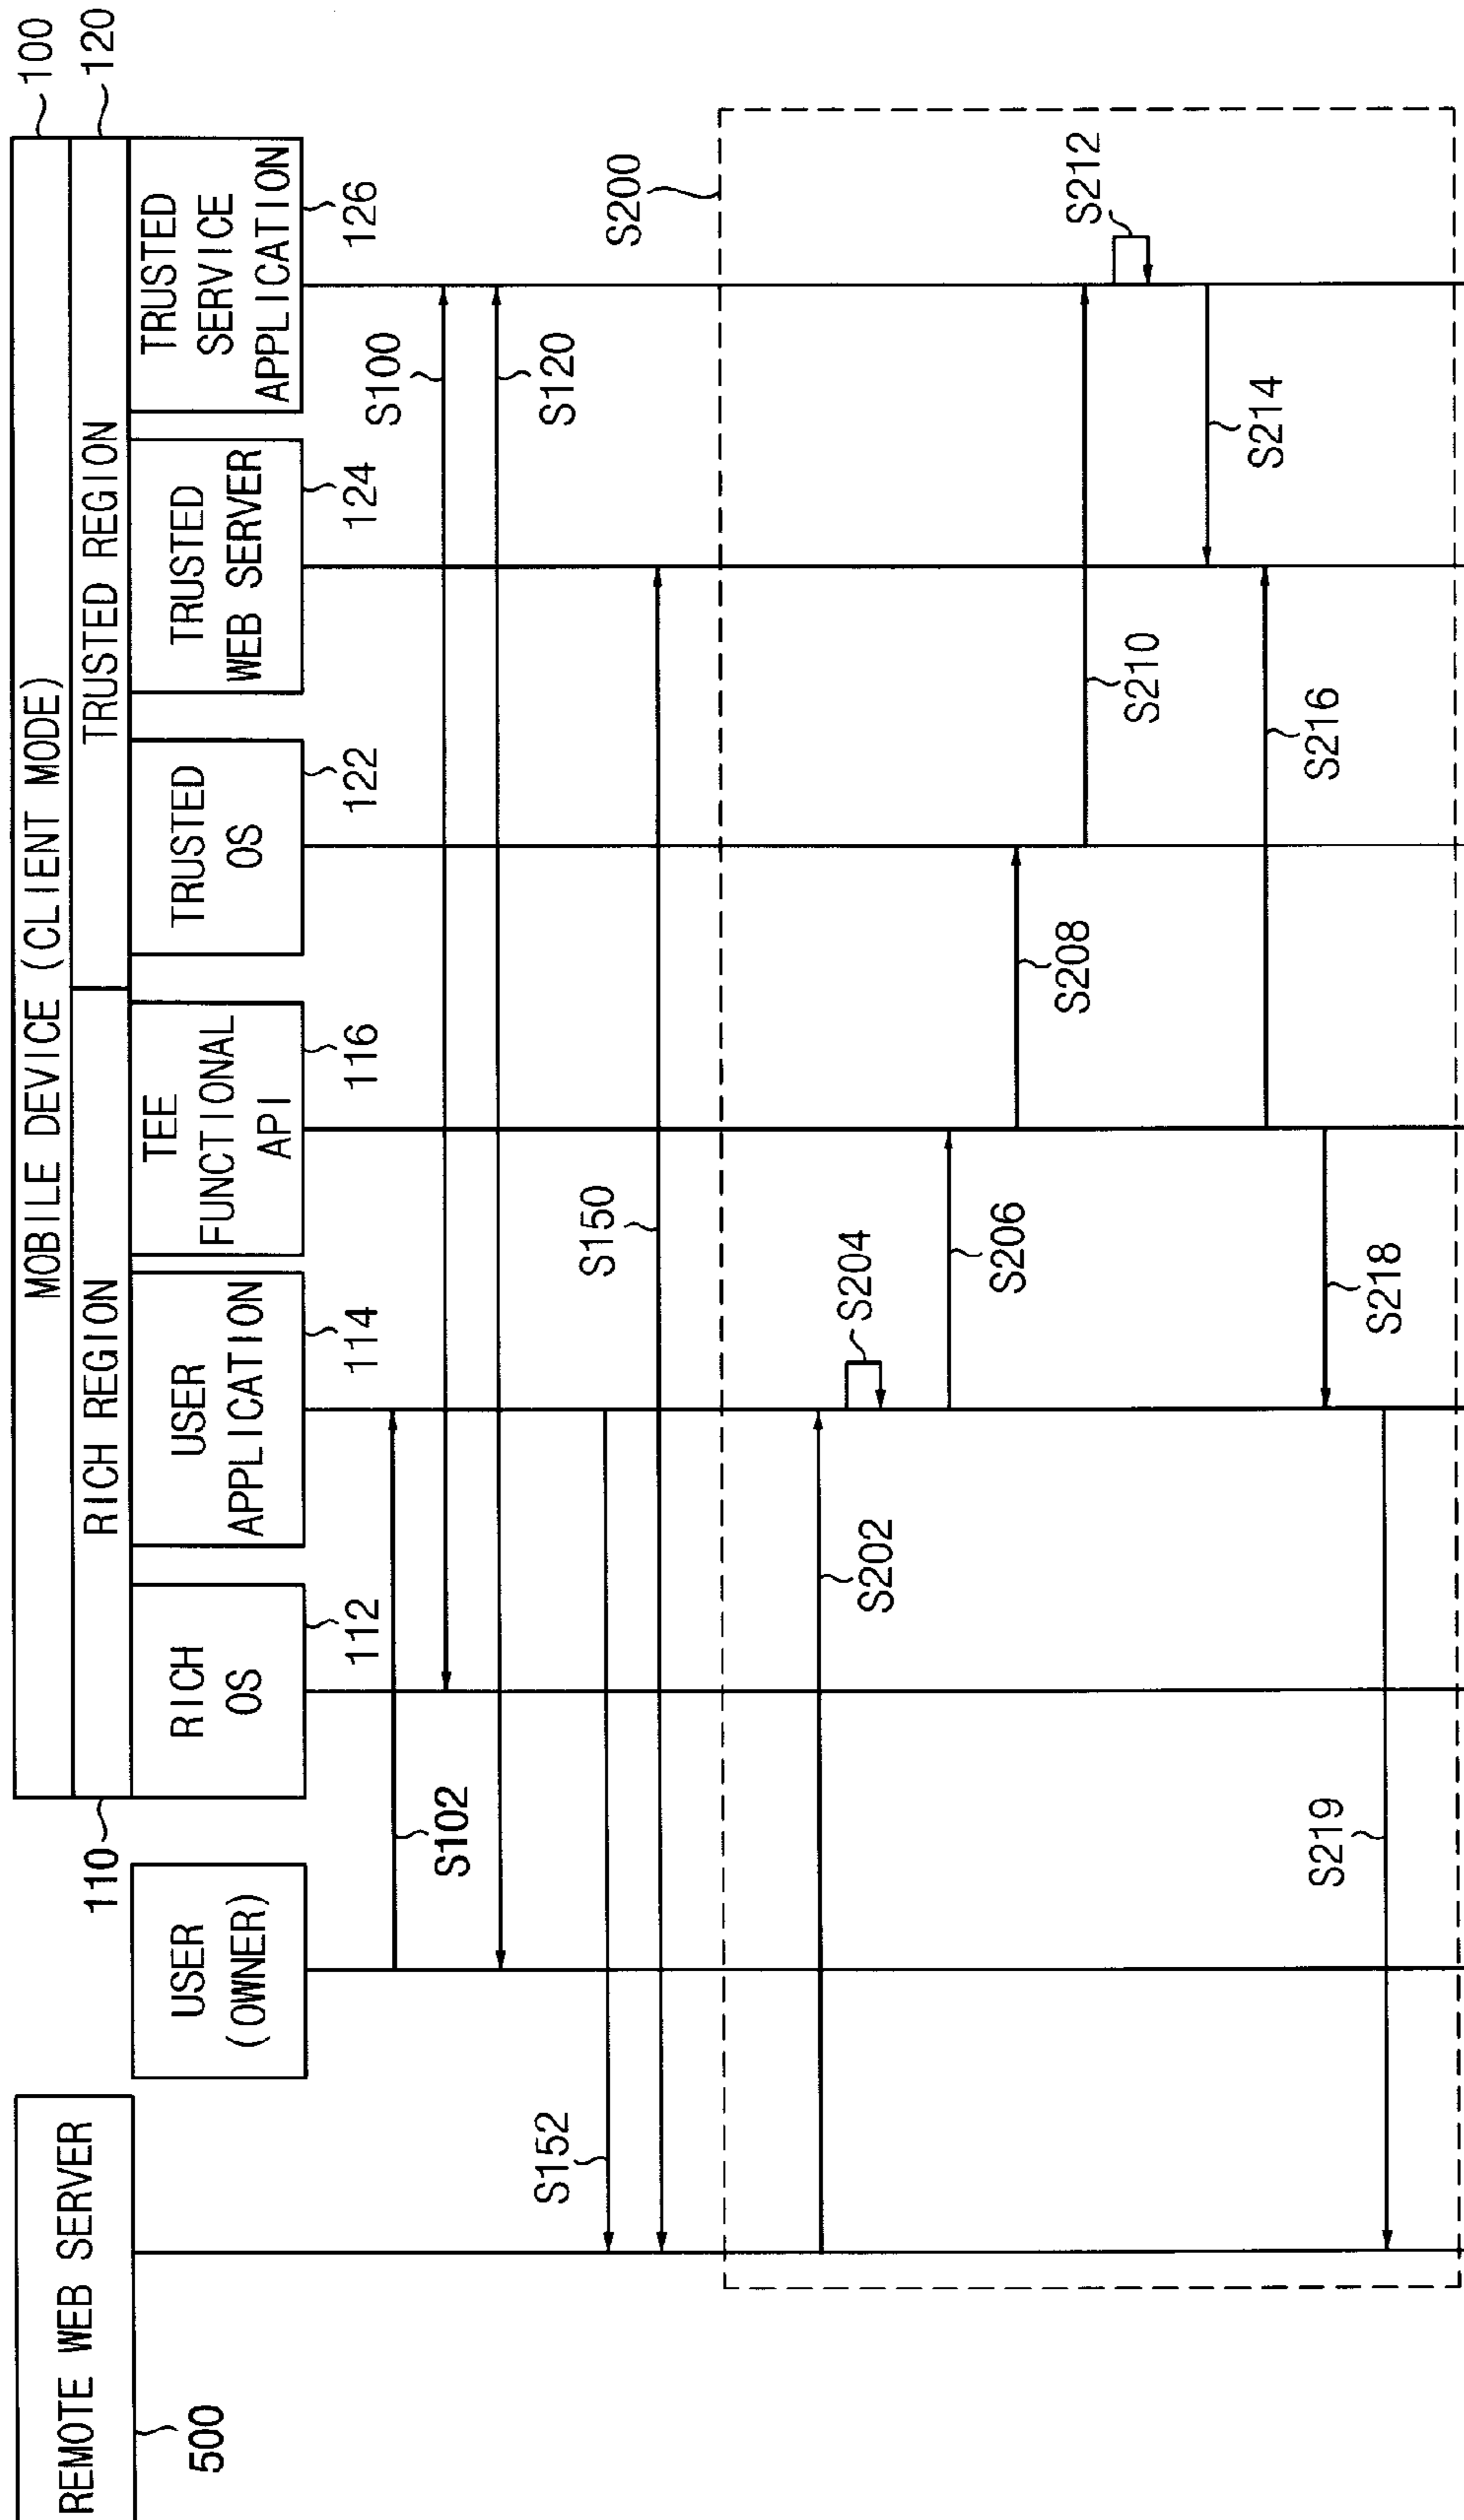 REMOTE WEB SERVER
500
USER
(OWNER)
MOBILE DEVICE (CLIENT MODE)
100
110
RICH REGION
TRUSTED REGION
120
RICH
OS
112
USER
APPLICATION
114
TEE
FUNCTIONAL
API
116
TRUSTED
OS
122
TRUSTED
WEB SERVER
124
TRUSTED
SERVICE
APPLICATION
126
S102
S100
S120
S152
S150
S200
S202
S204
S206
S208
S210
S212
S214
S216
S218
S219